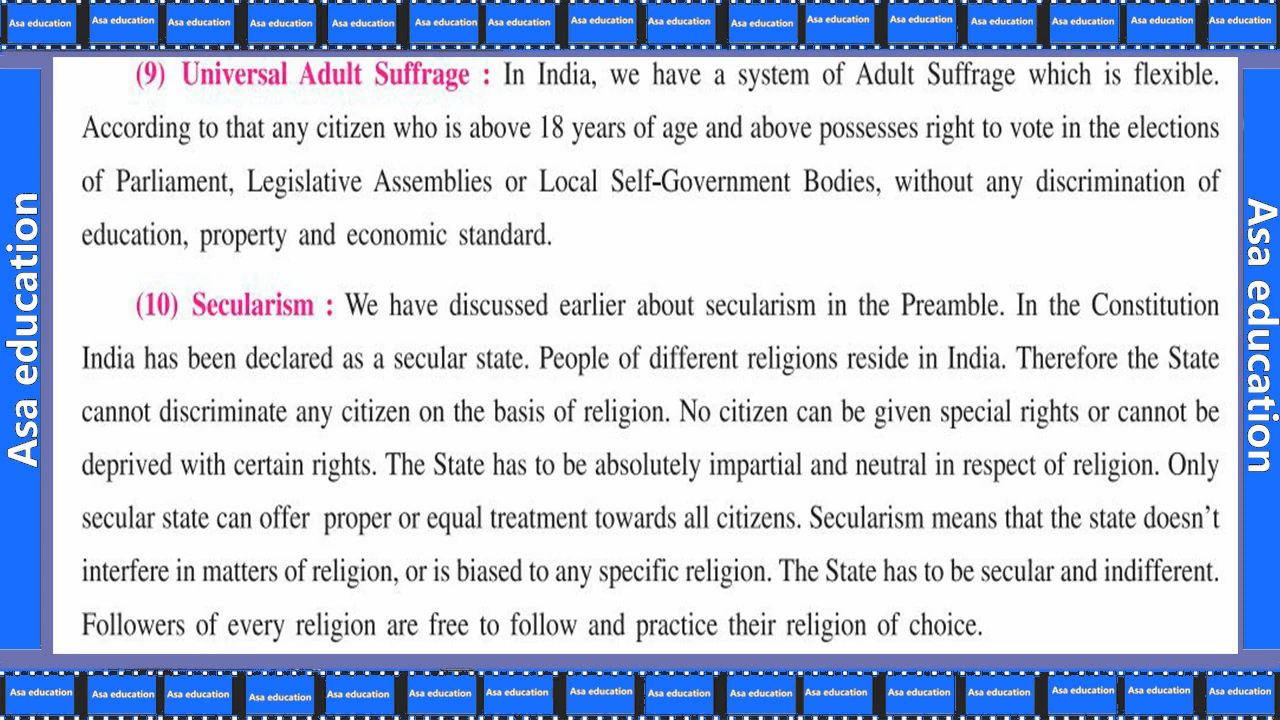 Asa education Asa education Asa education Asa education Asa education Asa education Asa education Asa education Asa education Asa education Asa education Asa education Asa education Asa education Asa education Asa education
Asa education
(9) Universal Adult Suffrage : In India, we have a system of Adult Suffrage which is flexible.
According to that any citizen who is above 18 years of age and above possesses right to vote in the elections
of Parliament, Legislative Assemblies or Local Self-Government Bodies, without any discrimination of
education, property and economic standard.
(10) Secularism : We have discussed earlier about secularism in the Preamble. In the Constitution
India has been declared as a secular state. People of different religions reside in India. Therefore the State
cannot discriminate any citizen on the basis of religion. No citizen can be given special rights or cannot be
deprived with certain rights. The State has to be absolutely impartial and neutral in respect of religion. Only
secular state can offer proper or equal treatment towards all citizens. Secularism means that the state doesn't
interfere in matters of religion, or is biased to any specific religion. The State has to be secular and indifferent.
Followers of every religion are free to follow and practice their religion of choice.
Asa education
Asa education Asa education Asa education Asa education Asa education Asa education Asa education Asa education Asa education Asa education Asa education Asa education Asa education Asa education Asa education Asa education